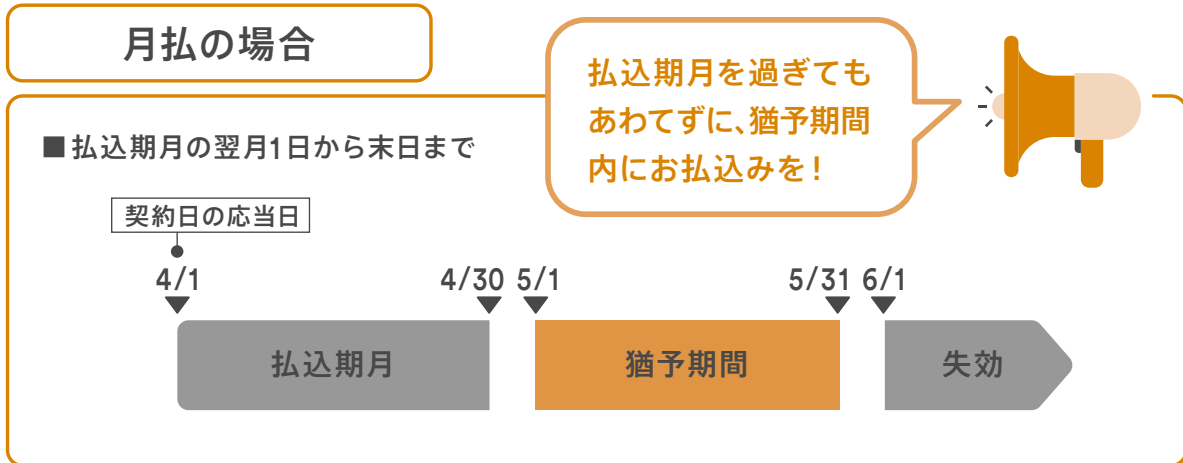 月払の場合
払込期月を過ぎても
あわてずに、猶予期間
内にお払込みを！
■払込期月の翌月1日から末日まで
契約日の応当日
4/1 4/30 5/1 5/31 6/1
払込期月 猶予期間 失効